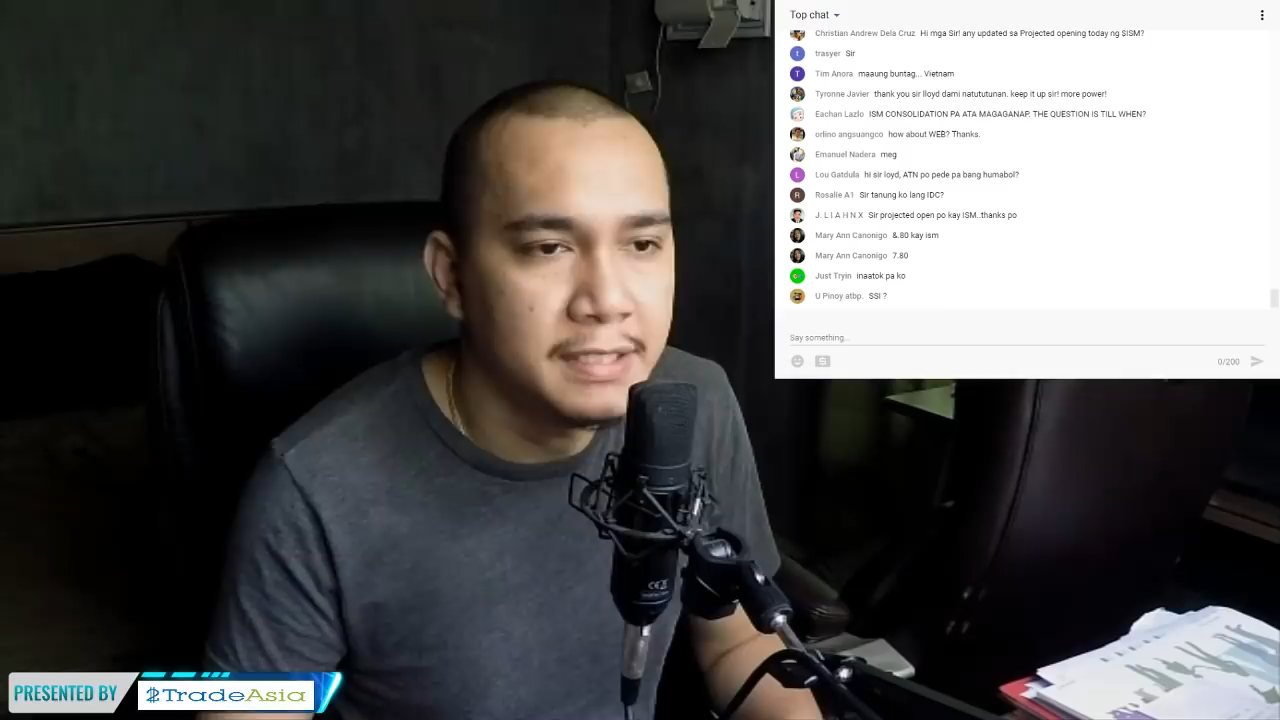 Top chat
Christian Andrew Dela Cruz Hi mga Sir! any updated sa Projected opening today ng $ISM?
t trasyer Sir
T Tim Anora maaung buntag... Vietnam
Tyronne Javier thank you sir lloyd dami natututunan. keep it up sir! more power!
Eachan Lazlo ISM CONSOLIDATION PA ATA MAGAGANAP. THE QUESTION IS TILL WHEN?
orlino angsuangco how about WEB? Thanks.
Emanuel Nadera meg
L Lou Gatdula hi sir loyd, ATN po pede pa bang humabol?
R Rosalie A1 Sir tanung ko lang IDC?
J. L I A H N X Sir projected open po kay ISM..thanks po
Mary Ann Canonigo &.80 kay ism
Mary Ann Canonigo 7.80
Just Tryin inaatok pa ko
U Pinoy atbp. SSI ?
Say something...
0/200
PRESENTED BY $TradeAsia